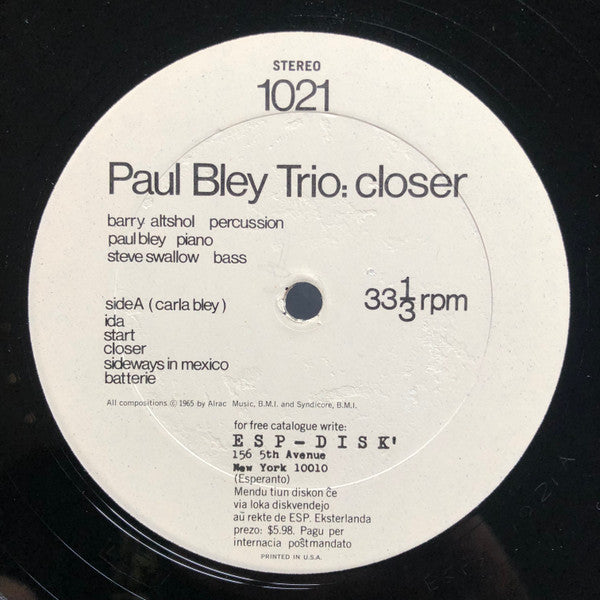 STEREO
1021
Paul Bley Trio: closer
barry altshol percussion
paul bley piano
steve swallow bass
33 1/3 rpm
side A (carla bley)
ida
start
closer
sideways in mexico
batterie
All compositions © 1965 by Alrac Music, B.M.I. and Syndicore, B.M.I.
for free catalogue write:
ESP-DISK'
156 5th Avenue
New York 10010
(Esperanto)
Mendu tiun diskon ĉe
via loka diskvendejo
aŭ rekte de ESP. Eksterlanda
prezo: $5.98. Pagu per
internacia poŝtmandato
PRINTED IN U.S.A.